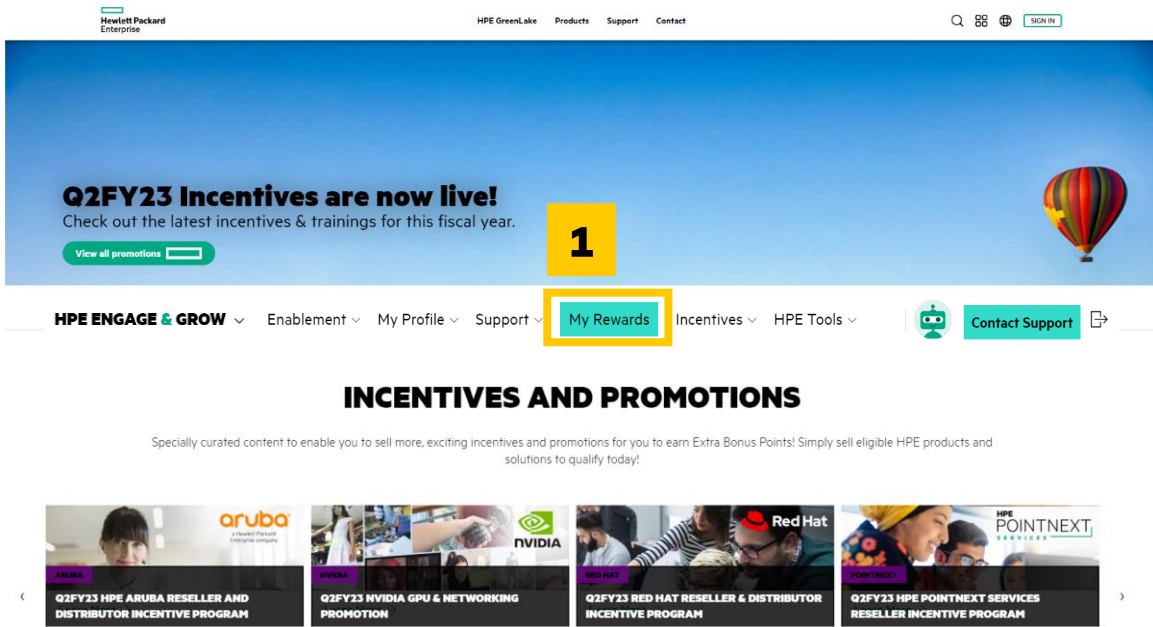 Hewlett Packard
Enterprise
HPE GreenLake Products Support Contact
SIGN IN
Q2FY23 Incentives are now live!
Check out the latest incentives & trainings for this fiscal year.
View all promotions
1
HPE ENGAGE & GROW Enablement My Profile Support My Rewards Incentives HPE Tools Contact Support
INCENTIVES AND PROMOTIONS
Specially curated content to enable you to sell more, exciting incentives and promotions for you to earn Extra Bonus Points! Simply sell eligible HPE products and
solutions to qualify today!
aruba
a Hewlett Packard
Enterprise company
ARUBA
Q2FY23 HPE ARUBA RESELLER AND
DISTRIBUTOR INCENTIVE PROGRAM
NVIDIA
NVIDIA
Q2FY23 NVIDIA GPU & NETWORKING
PROMOTION
Red Hat
RED HAT
Q2FY23 RED HAT RESELLER & DISTRIBUTOR
INCENTIVE PROGRAM
HPE
POINTNEXT
SERVICES
POINTNEXT
Q2FY23 HPE POINTNEXT SERVICES
RESELLER INCENTIVE PROGRAM